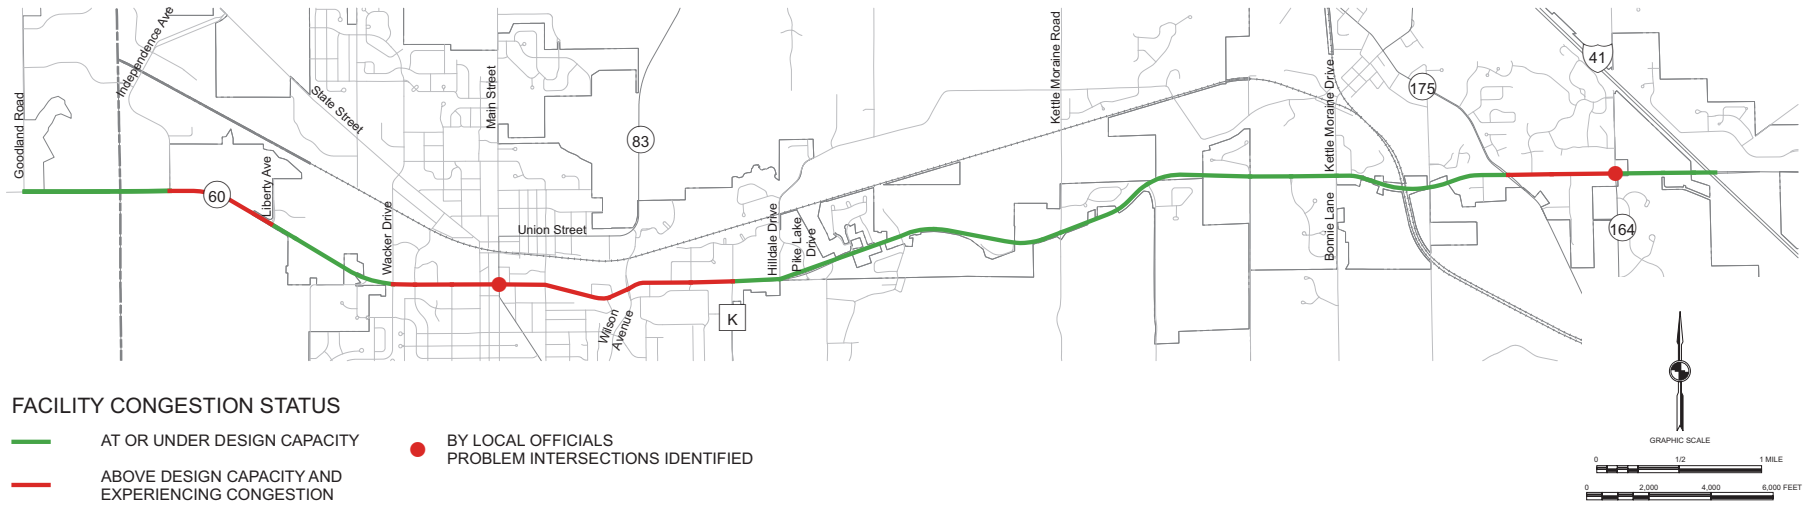 Goodland Road
Independence Ave
State Street
Main Street
83
60
Liberty Ave
Wacker Drive
Union Street
Wilson
Avenue
K
Hilldale Drive
Pike Lake
Drive
Kettle Moraine Road
Kettle Moraine Drive
Bonnie Lane
175
41
164
FACILITY CONGESTION STATUS
AT OR UNDER DESIGN CAPACITY
ABOVE DESIGN CAPACITY AND
EXPERIENCING CONGESTION
BY LOCAL OFFICIALS
PROBLEM INTERSECTIONS IDENTIFIED
GRAPHIC SCALE
0 1/2 1 MILE
0 2,000 4,000 6,000 FEET